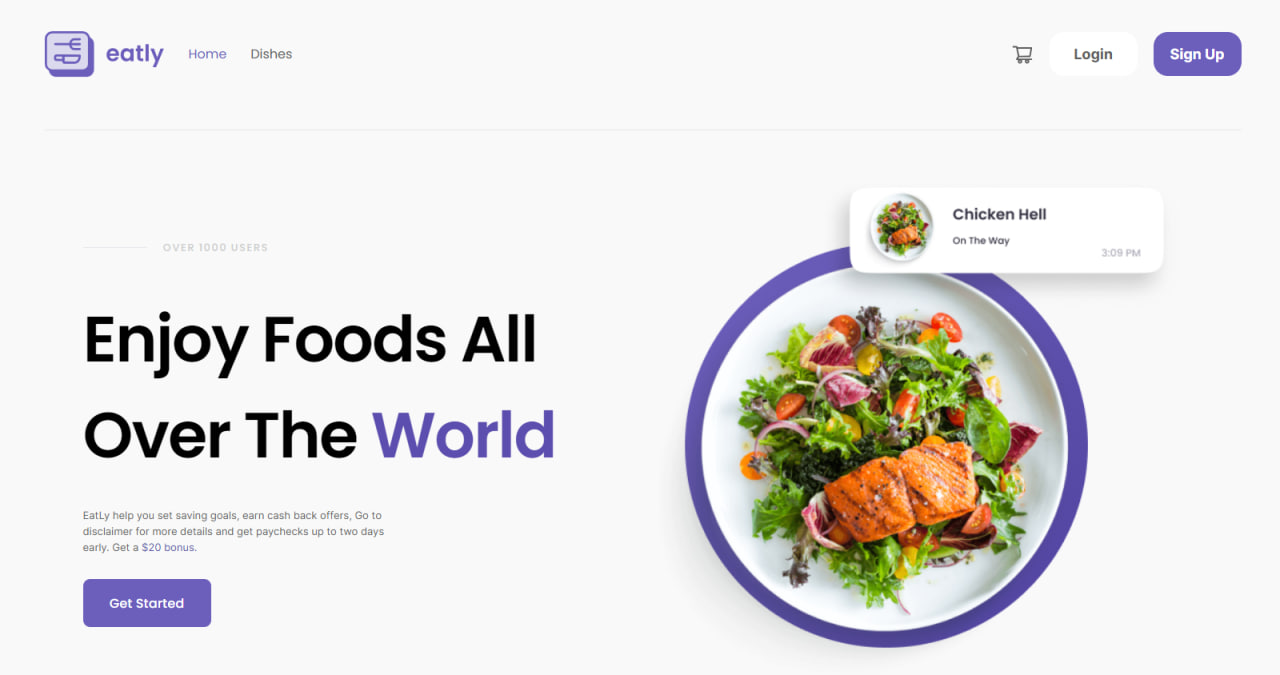 eatly
Home
Dishes
Login
Sign Up
OVER 1000 USERS
Chicken Hell
On The Way
3:09 PM
Enjoy Foods All
Over The World
EatLy help you set saving goals, earn cash back offers, Go to
disclaimer for more details and get paychecks up to two days
early. Get a $20 bonus.
Get Started